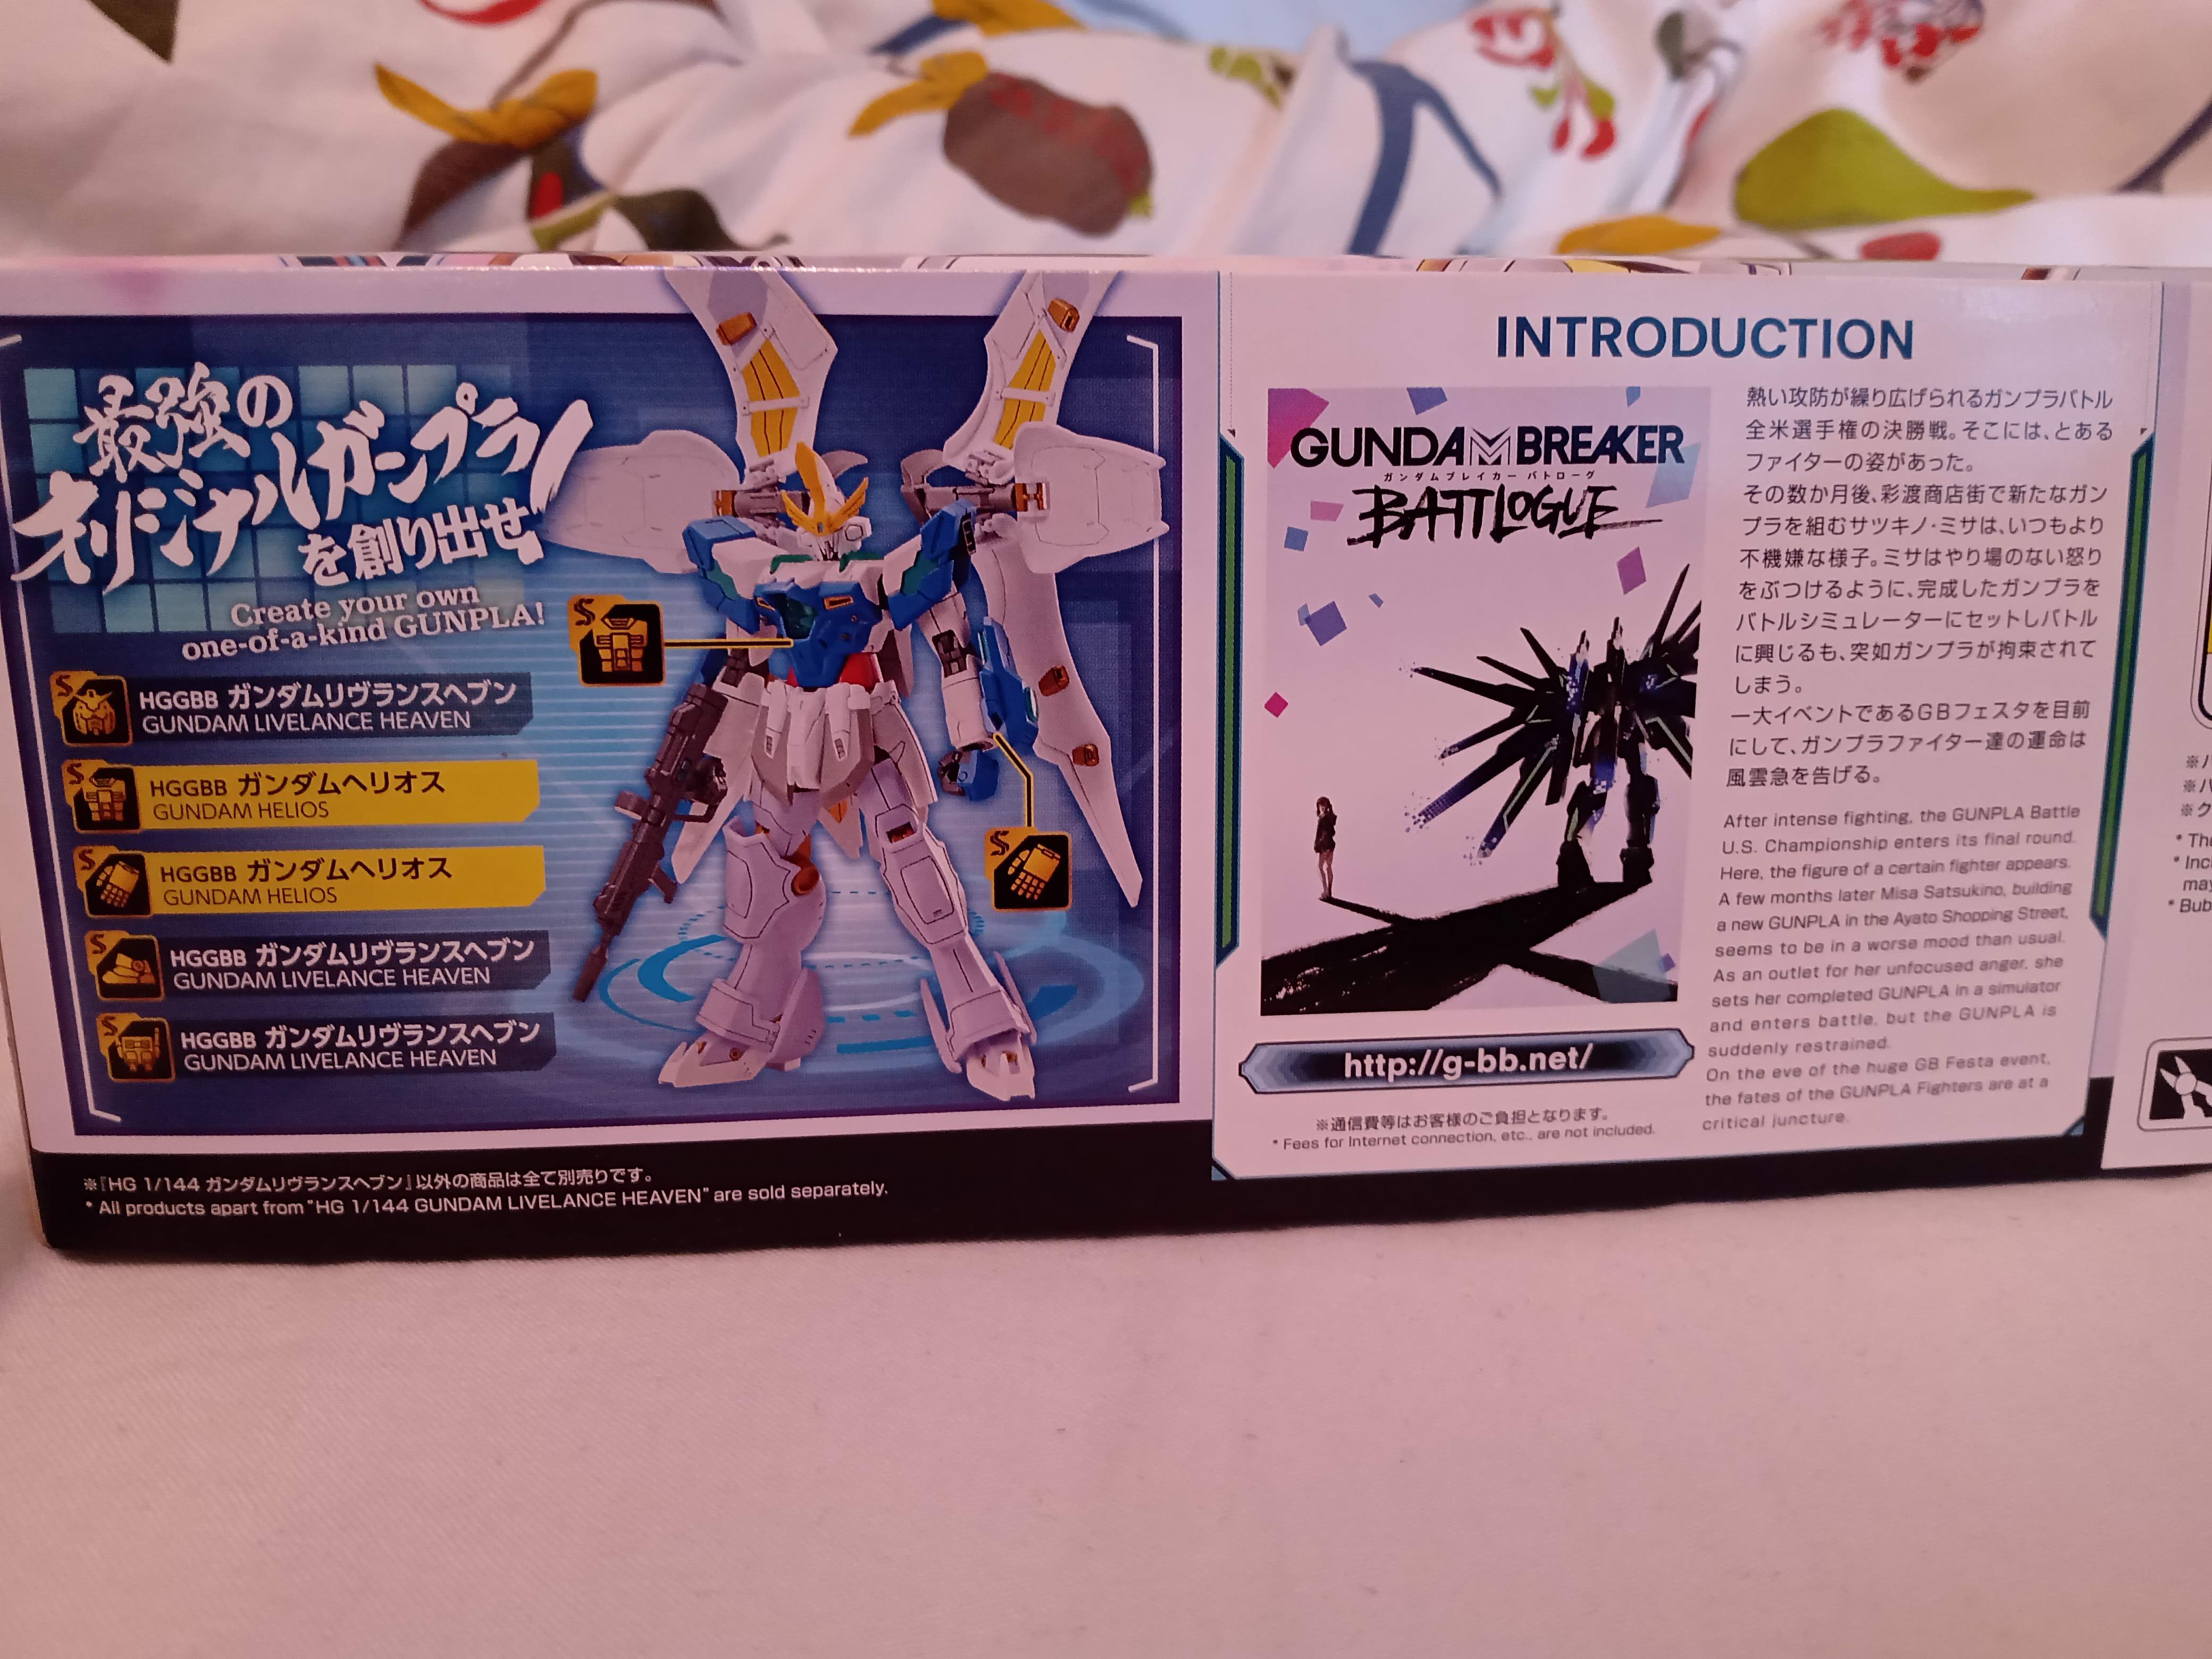 最強の
オリジナルガンプラ
を創り出せ
Create your own
one-of-a-kind GUNPLA!
HGGBB ガンダムリヴランスヘブン
GUNDAM LIVELANCE HEAVEN
HGGBB ガンダムヘリオス
GUNDAM HELIOS
HGGBB ガンダムヘリオス
GUNDAM HELIOS
HGGBB ガンダムリヴランスヘブン
GUNDAM LIVELANCE HEAVEN
HGGBB ガンダムリヴランスヘブン
GUNDAM LIVELANCE HEAVEN
※『HG 1/144 ガンダムリヴランスヘブン』以外の商品は全て別売りです。
* All products apart from "HG 1/144 GUNDAM LIVELANCE HEAVEN" are sold separately.
INTRODUCTION
GUNDAM BREAKER
ガンダムブレイカー バトローグ
BATTLOGUE
http://g-bb.net/
※通信費等はお客様のご負担となります。
* Fees for Internet connection, etc., are not included.
熱い攻防が繰り広げられるガンプラバトル
全米選手権の決勝戦。そこには、とある
ファイターの姿があった。
その数か月後、彩渡商店街で新たなガン
プラを組むサツキノ・ミサは、いつもより
不機嫌な様子。ミサはやり場のない怒り
をぶつけるように、完成したガンプラを
バトルシミュレーターにセットしバトル
に興じるも、突如ガンプラが拘束されて
しまう。
一大イベントであるGBフェスタを目前
にして、ガンプラファイター達の運命は
風雲急を告げる。
After intense fighting, the GUNPLA Battle
U.S. Championship enters its final round.
Here, the figure of a certain fighter appears.
A few months later Misa Satsukino, building
a new GUNPLA in the Ayato Shopping Street,
seems to be in a worse mood than usual.
As an outlet for her unfocused anger, she
sets her completed GUNPLA in a simulator
and enters battle, but the GUNPLA is
suddenly restrained.
On the eve of the huge GB Festa event,
the fates of the GUNPLA Fighters are at a
critical juncture.